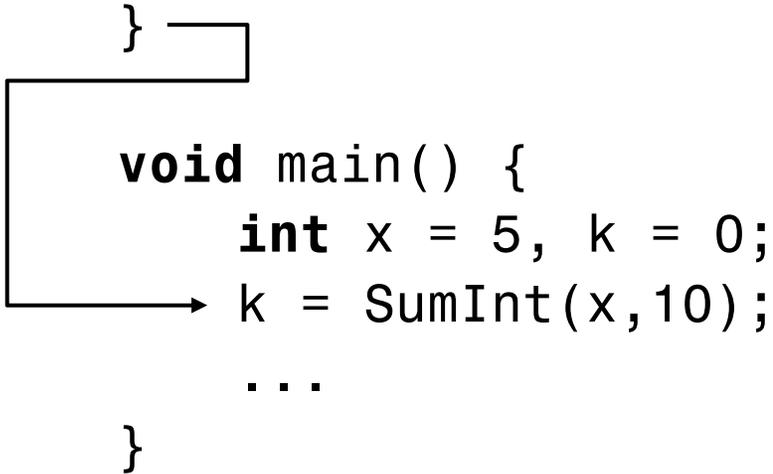 }
void main() {
int x = 5, k = 0;
k = SumInt(x,10);
...
}